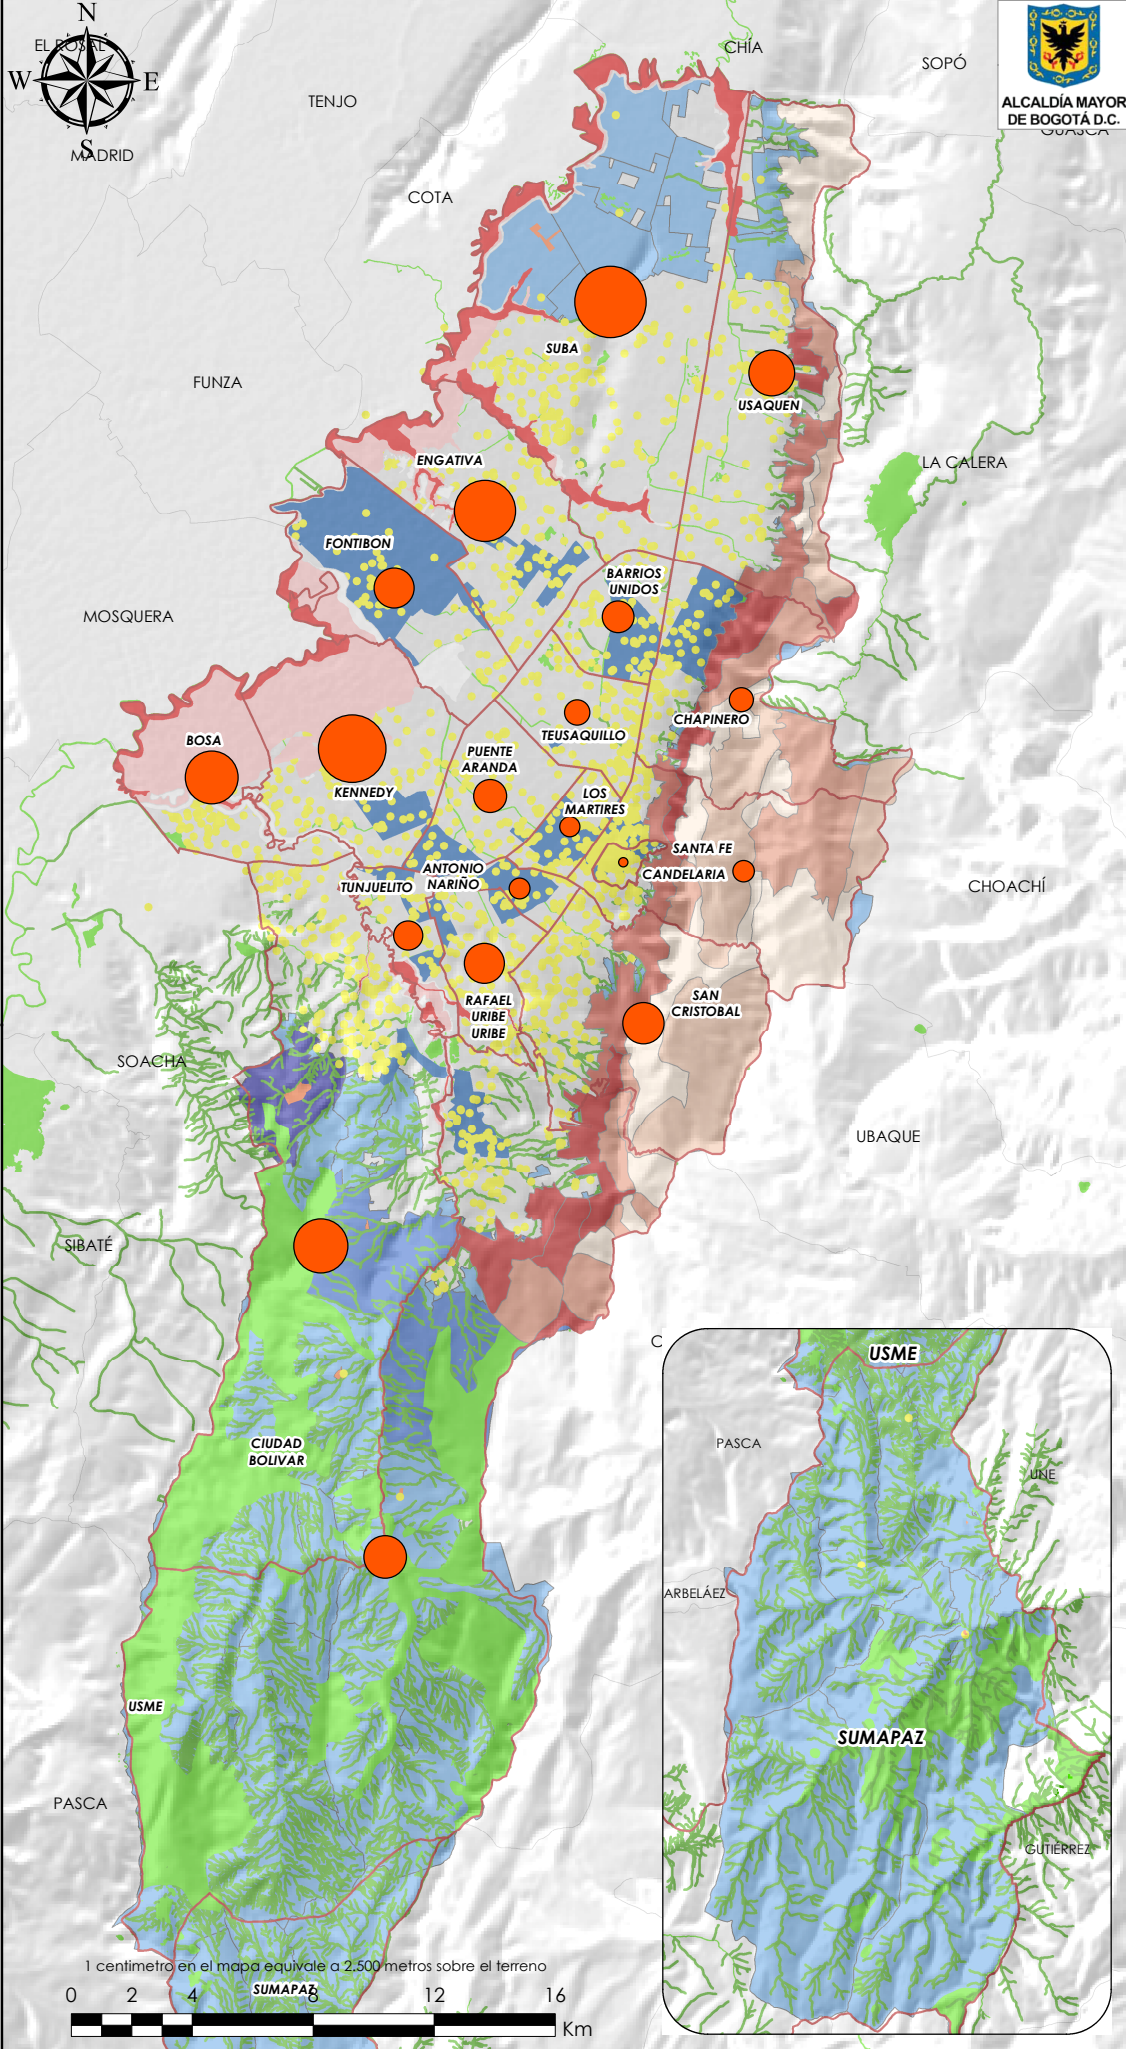 N
EL ROSAL
W
E
S
MADRID
TENJO
COTA
CHÍA
SOPÓ
ALCALDÍA MAYOR
DE BOGOTÁ D.C.
GUASCA
SUBA
USAQUEN
FUNZA
ENGATIVA
LA CALERA
FONTIBON
BARRIOS
UNIDOS
MOSQUERA
CHAPINERO
TEUSAQUILLO
BOSA
PUENTE
ARANDA
KENNEDY
LOS
MARTIRES
SANTA FE
CANDELARIA
ANTONIO
NARIÑO
TUNJUELITO
CHOACHÍ
RAFAEL
URIBE
URIBE
SAN
CRISTOBAL
SOACHA
UBAQUE
SIBATÉ
C
CIUDAD
BOLIVAR
USME
PASCA
USME
PASCA
UNE
ARBELÁEZ
SUMAPAZ
GUTIÉRREZ
1 centimetro en el mapa equivale a 2.500 metros sobre el terreno
SUMAPAZ
0 2 4 8 12 16
Km